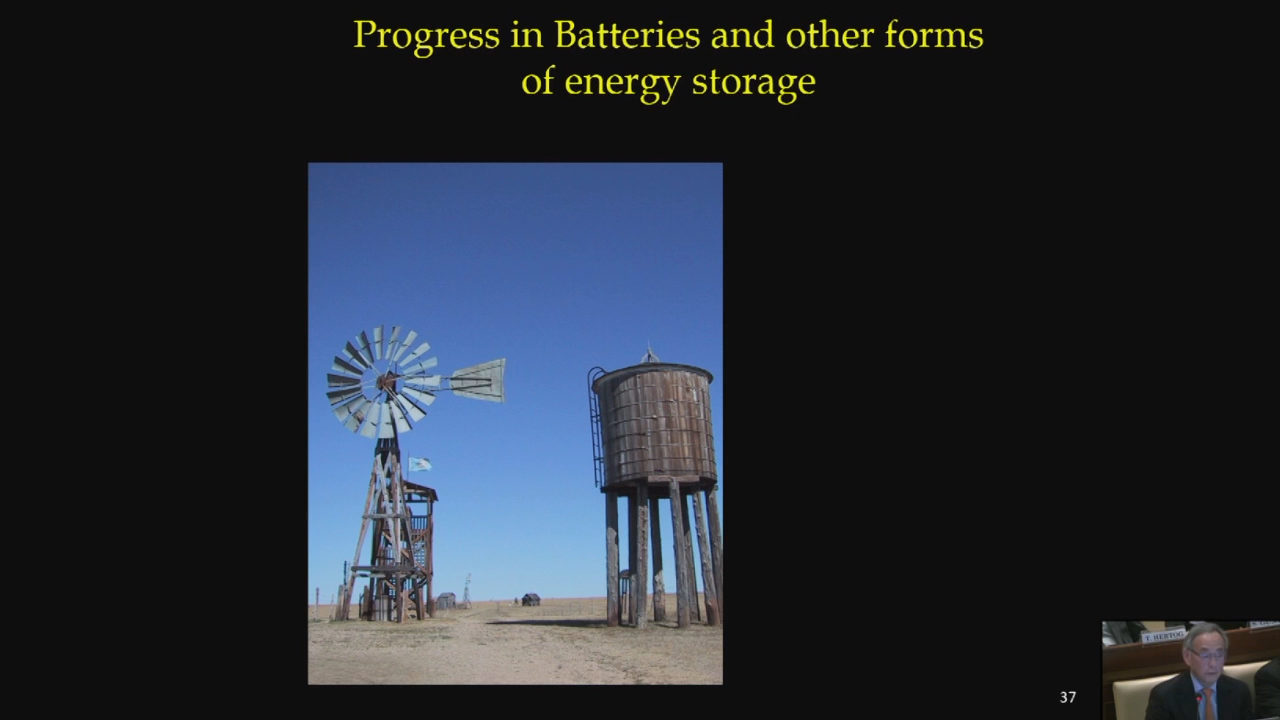 Progress in Batteries and other forms
of energy storage
T. HERTOG
37